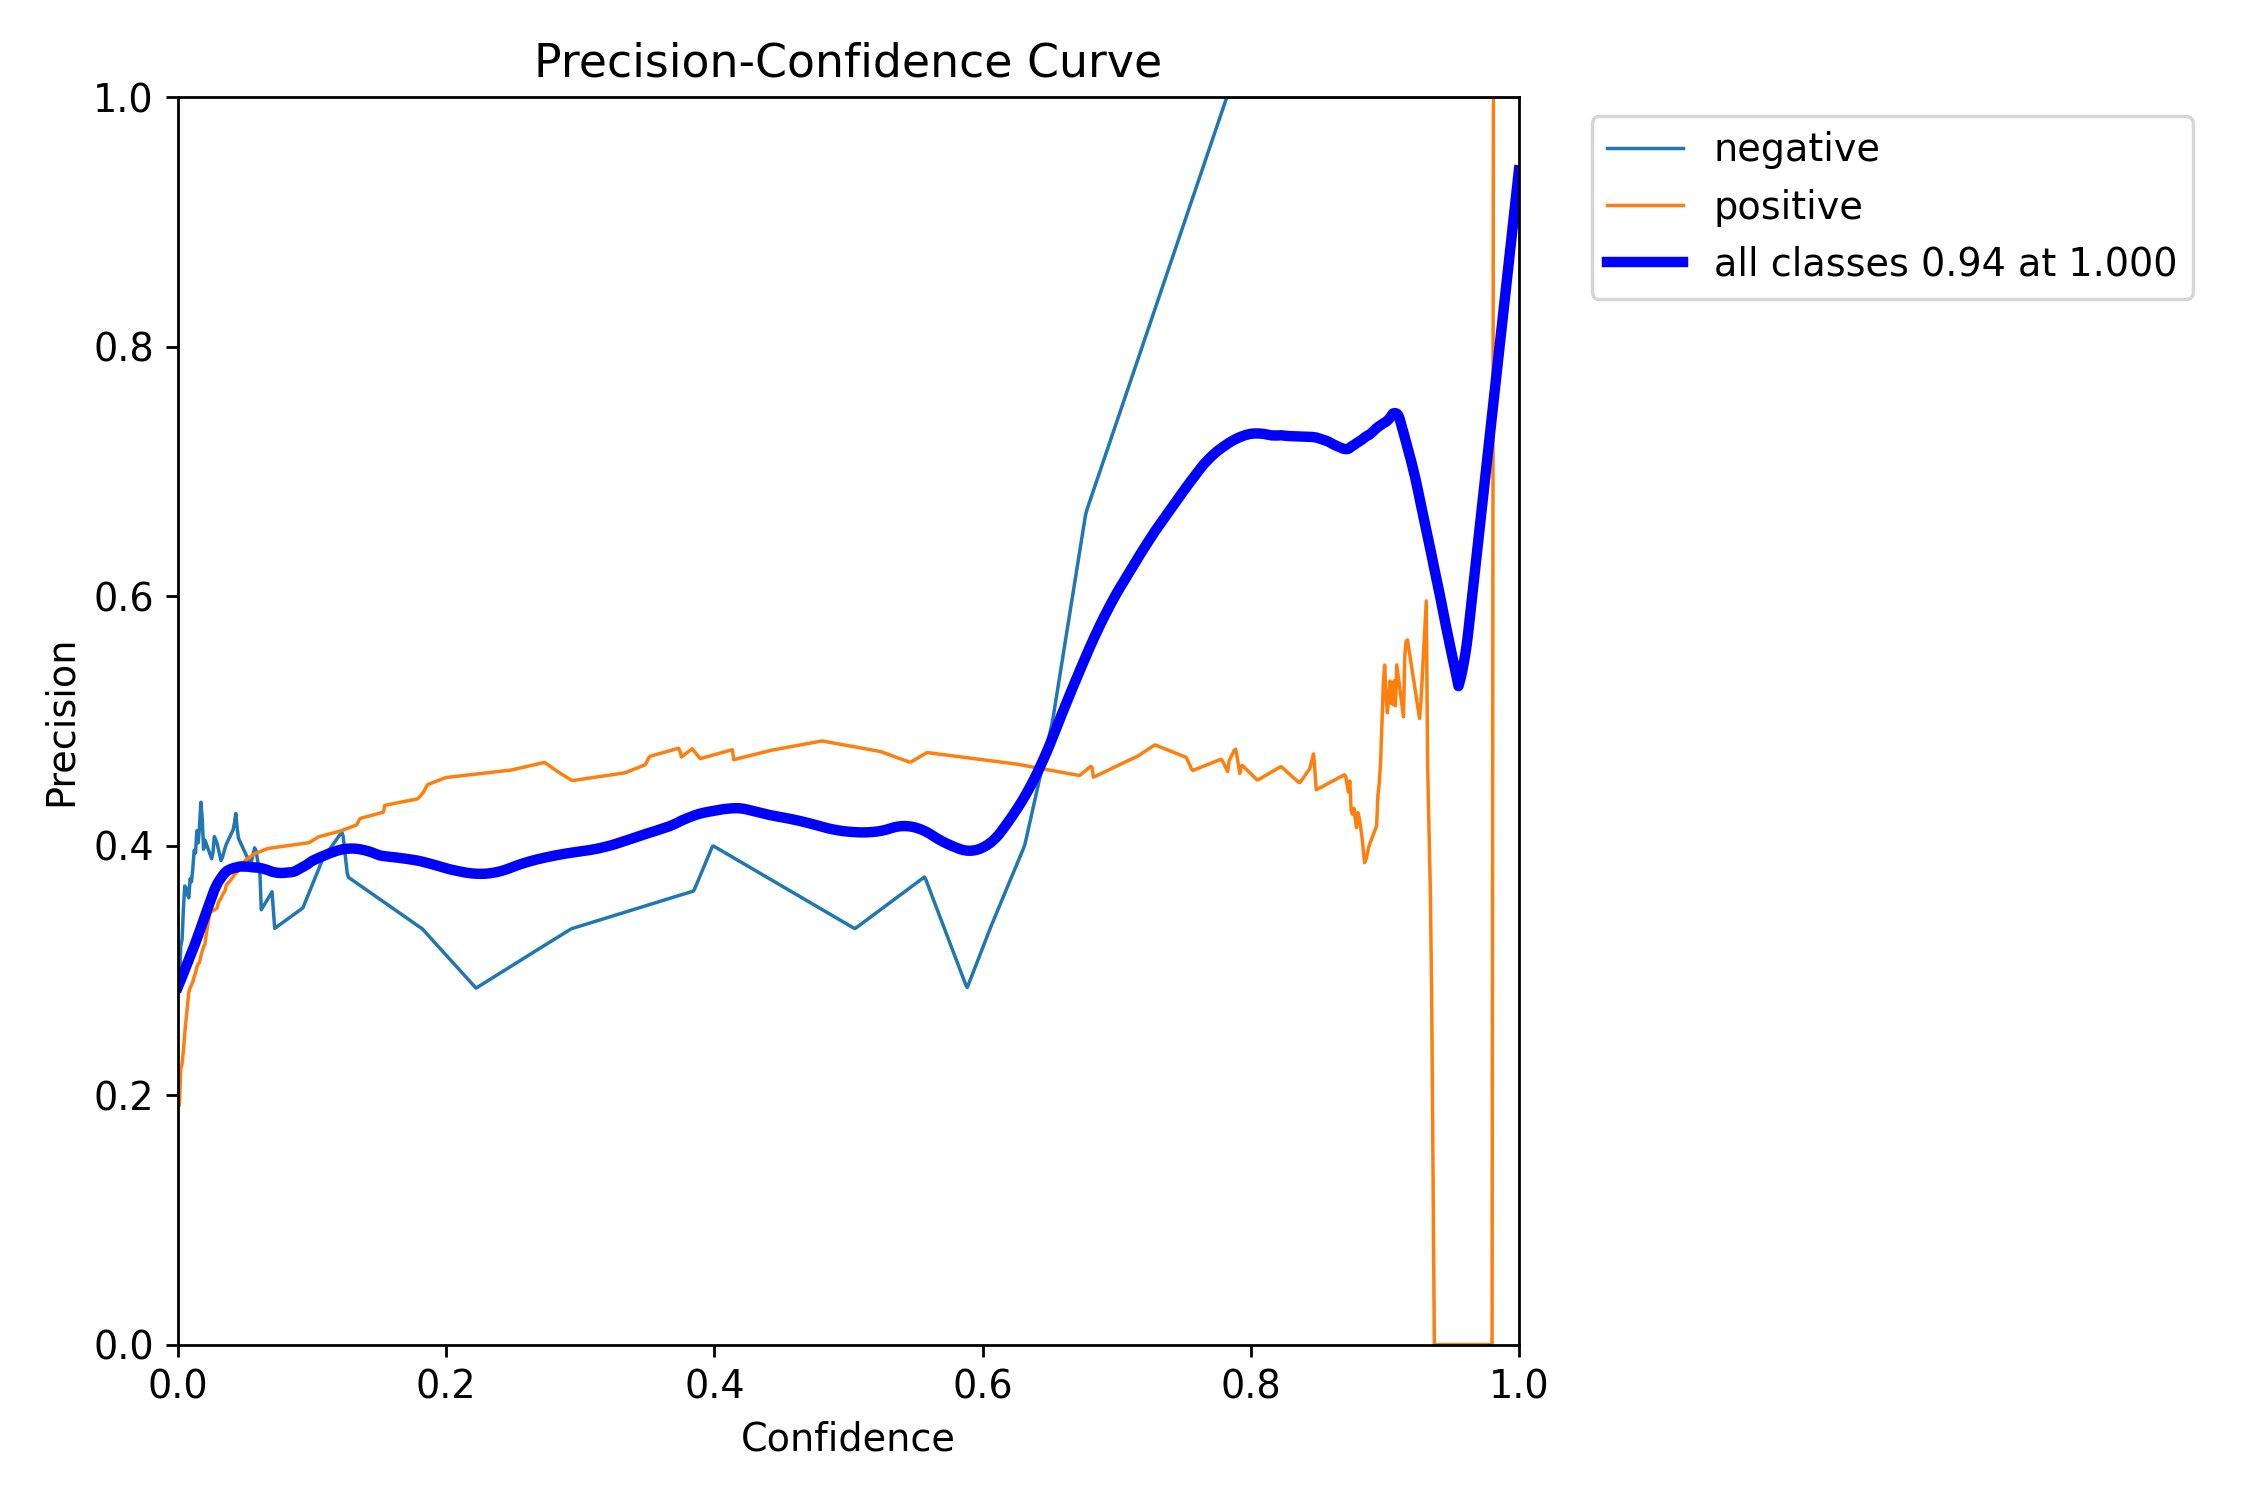 Precision-Confidence Curve
1.0
0.8
0.6
0.4
0.2
0.0
Precision
0.0 0.2 0.4 0.6 0.8 1.0
Confidence
negative
positive
all classes 0.94 at 1.000